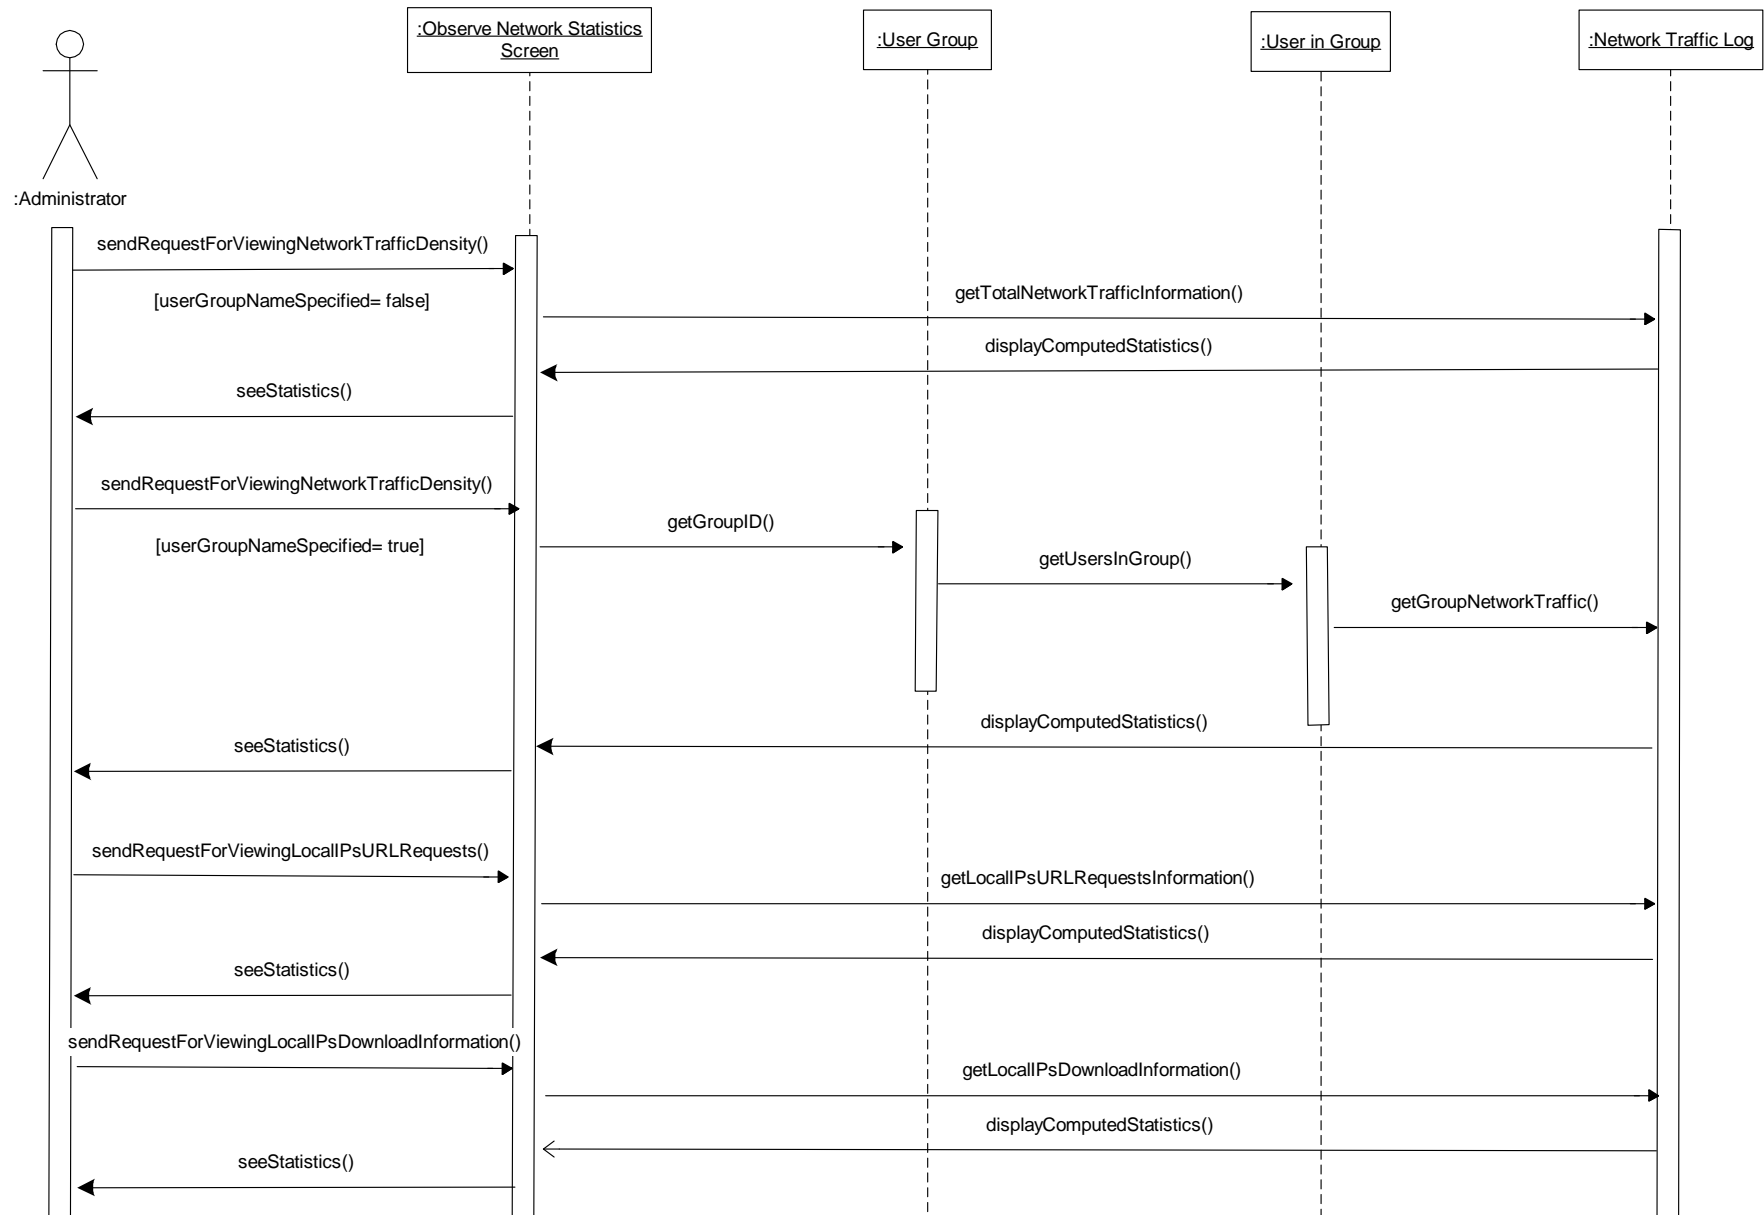 :Observe Network Statistics
Screen
:User Group
:User in Group
:Network Traffic Log
:Administrator
sendRequestForViewingNetworkTrafficDensity()
[userGroupNameSpecified= false]
getTotalNetworkTrafficInformation()
displayComputedStatistics()
seeStatistics()
sendRequestForViewingNetworkTrafficDensity()
[userGroupNameSpecified= true]
getGroupID()
getUsersInGroup()
getGroupNetworkTraffic()
displayComputedStatistics()
seeStatistics()
sendRequestForViewingLocalIPsURLRequests()
getLocalIPsURLRequestsInformation()
displayComputedStatistics()
seeStatistics()
sendRequestForViewingLocalIPsDownloadInformation()
getLocalIPsDownloadInformation()
displayComputedStatistics()
seeStatistics()